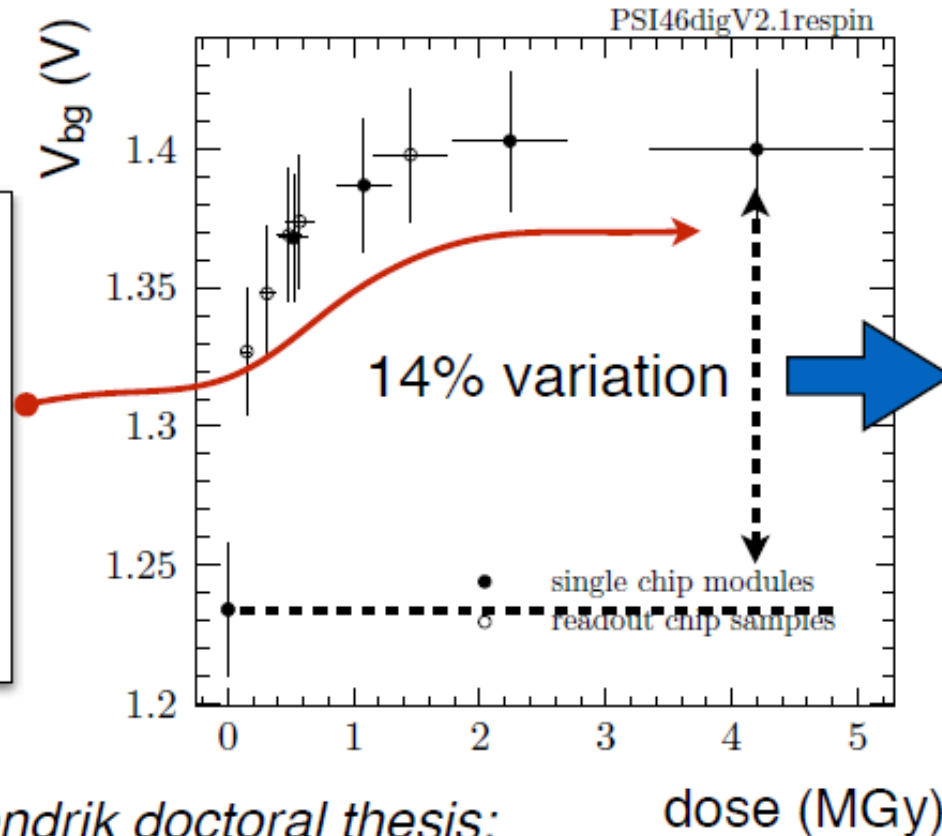 PSI46digV2.1respin
V_bg (V)
1.4
1.35
14% variation
1.3
1.25
single chip modules
readout chip samples
1.2
0 1 2 3 4 5
dose (MGy)
endrik doctoral thesis: